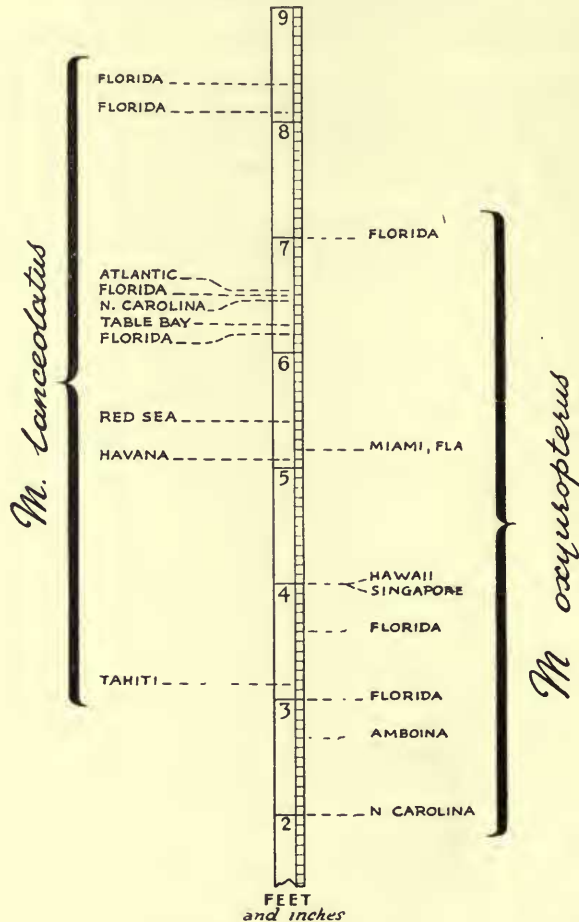 9
FLORIDA
FLORIDA
8
7
FLORIDA
ATLANTIC
FLORIDA
N. CAROLINA
TABLE BAY
FLORIDA
6
RED SEA
HAVANA
MIAMI, FLA
5
HAWAII
SINGAPORE
4
FLORIDA
TAHITI
FLORIDA
3
AMBOINA
N CAROLINA
2
FEET
and inches
M. lanceolatus
M oxyuropterus